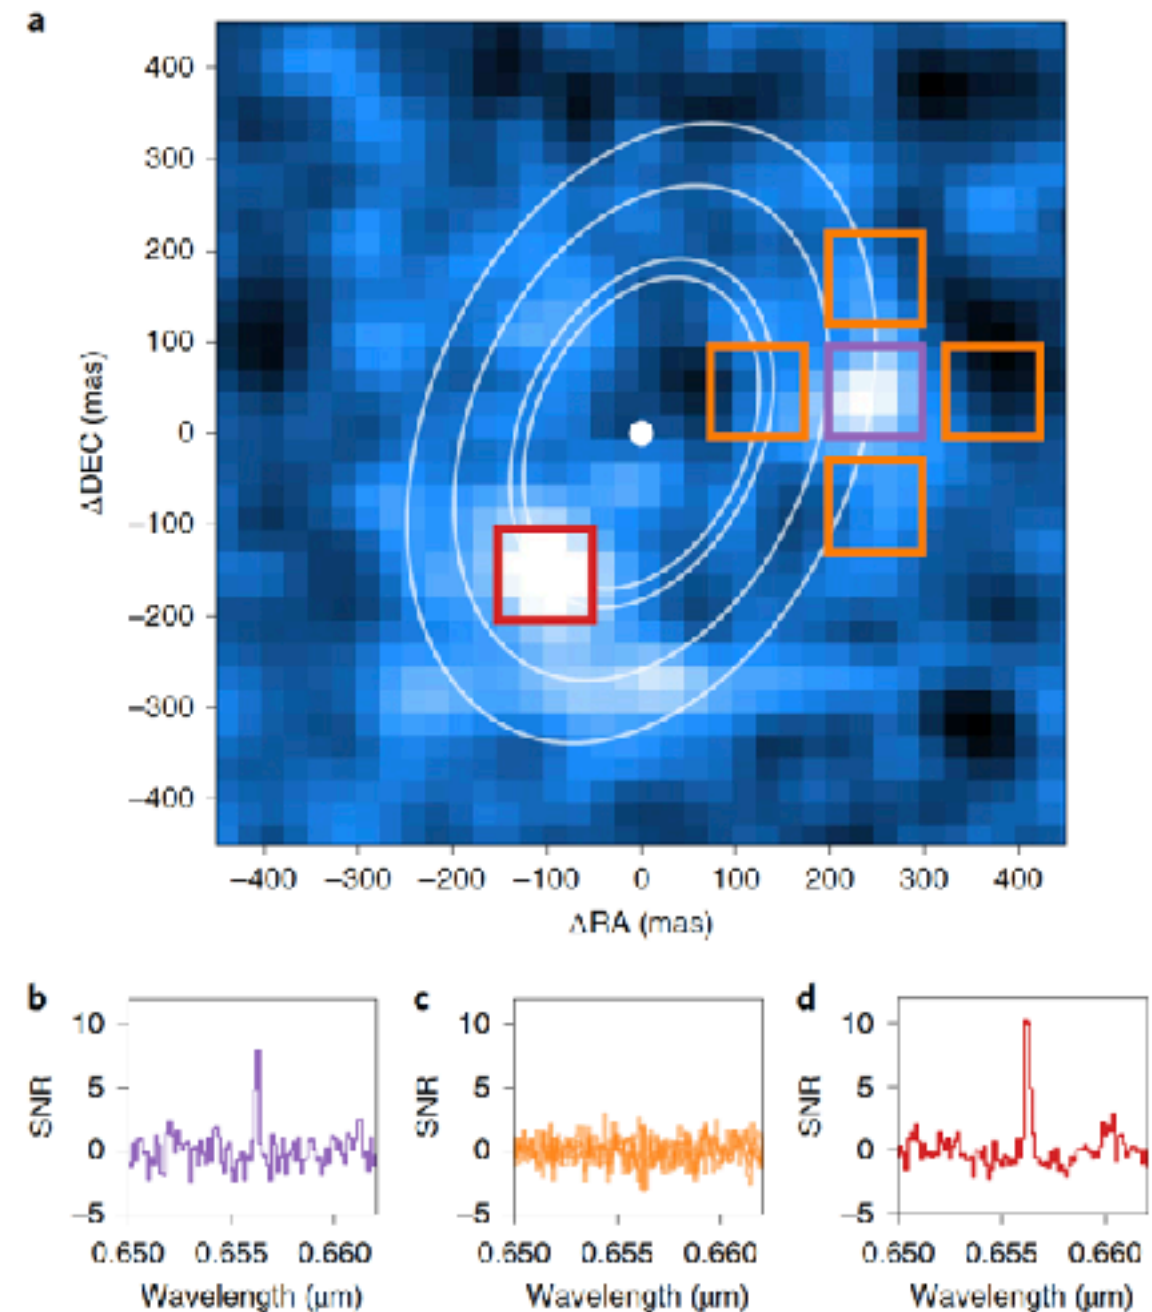 a
400
300
200
100
0
−100
−200
−300
−400
ΔDEC (mas)
−400 −300 −200 −100 0 100 200 300 400
ΔRA (mas)
b c d
10 10 10
5 5 5
0 0 0
−5 −5 −5
SNR SNR SNR
0.650 0.655 0.660 0.650 0.655 0.660 0.650 0.655 0.660
Wavelength (μm) Wavelength (μm) Wavelength (μm)